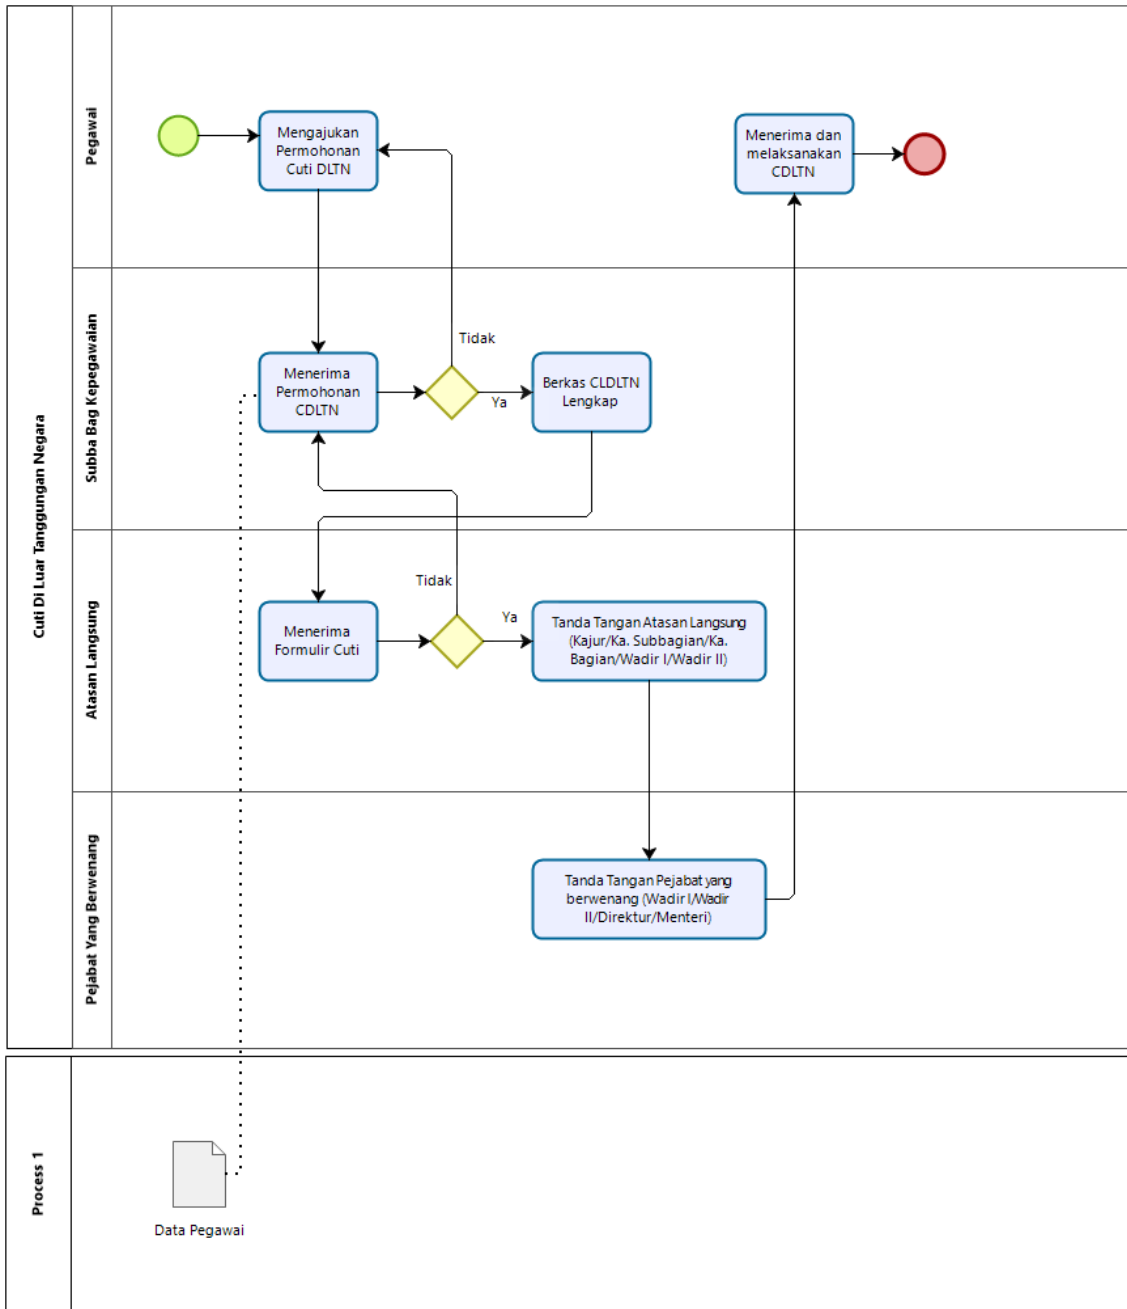 Cuti Di Luar Tanggungan Negara
Pegawai
Mengajukan
Permohonan
Cuti DLTN
Menerima dan
melaksanakan
CDLTN
Subba Bag Kepegawaian
Menerima
Permohonan
CDLTN
Tidak
Ya
Berkas CLDLTN
Lengkap
Atasan Langsung
Menerima
Formulir Cuti
Tidak
Ya
Tanda Tangan Atasan Langsung
(Kajur/Ka. Subbagian/Ka.
Bagian/Wadir I/Wadir II)
Pejabat Yang Berwenang
Tanda Tangan Pejabat yang
berwenang (Wadir I/Wadir
II/Direktur/Menteri)
Process 1
Data Pegawai